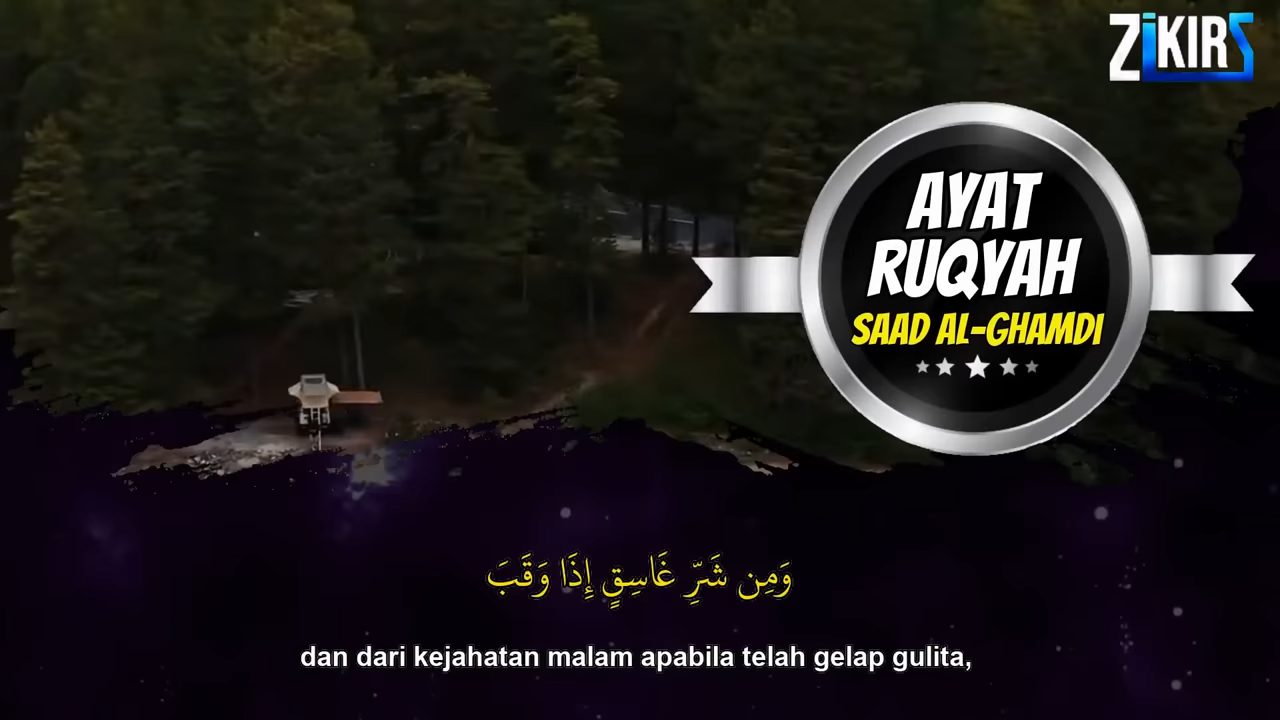 ZiKIRS
AYAT
RUQYAH
SAAD AL-GHAMDI
وَمِن شَرِّ غَاسِقٍ إِذَا وَقَبَ
dan dari kejahatan malam apabila telah gelap gulita,